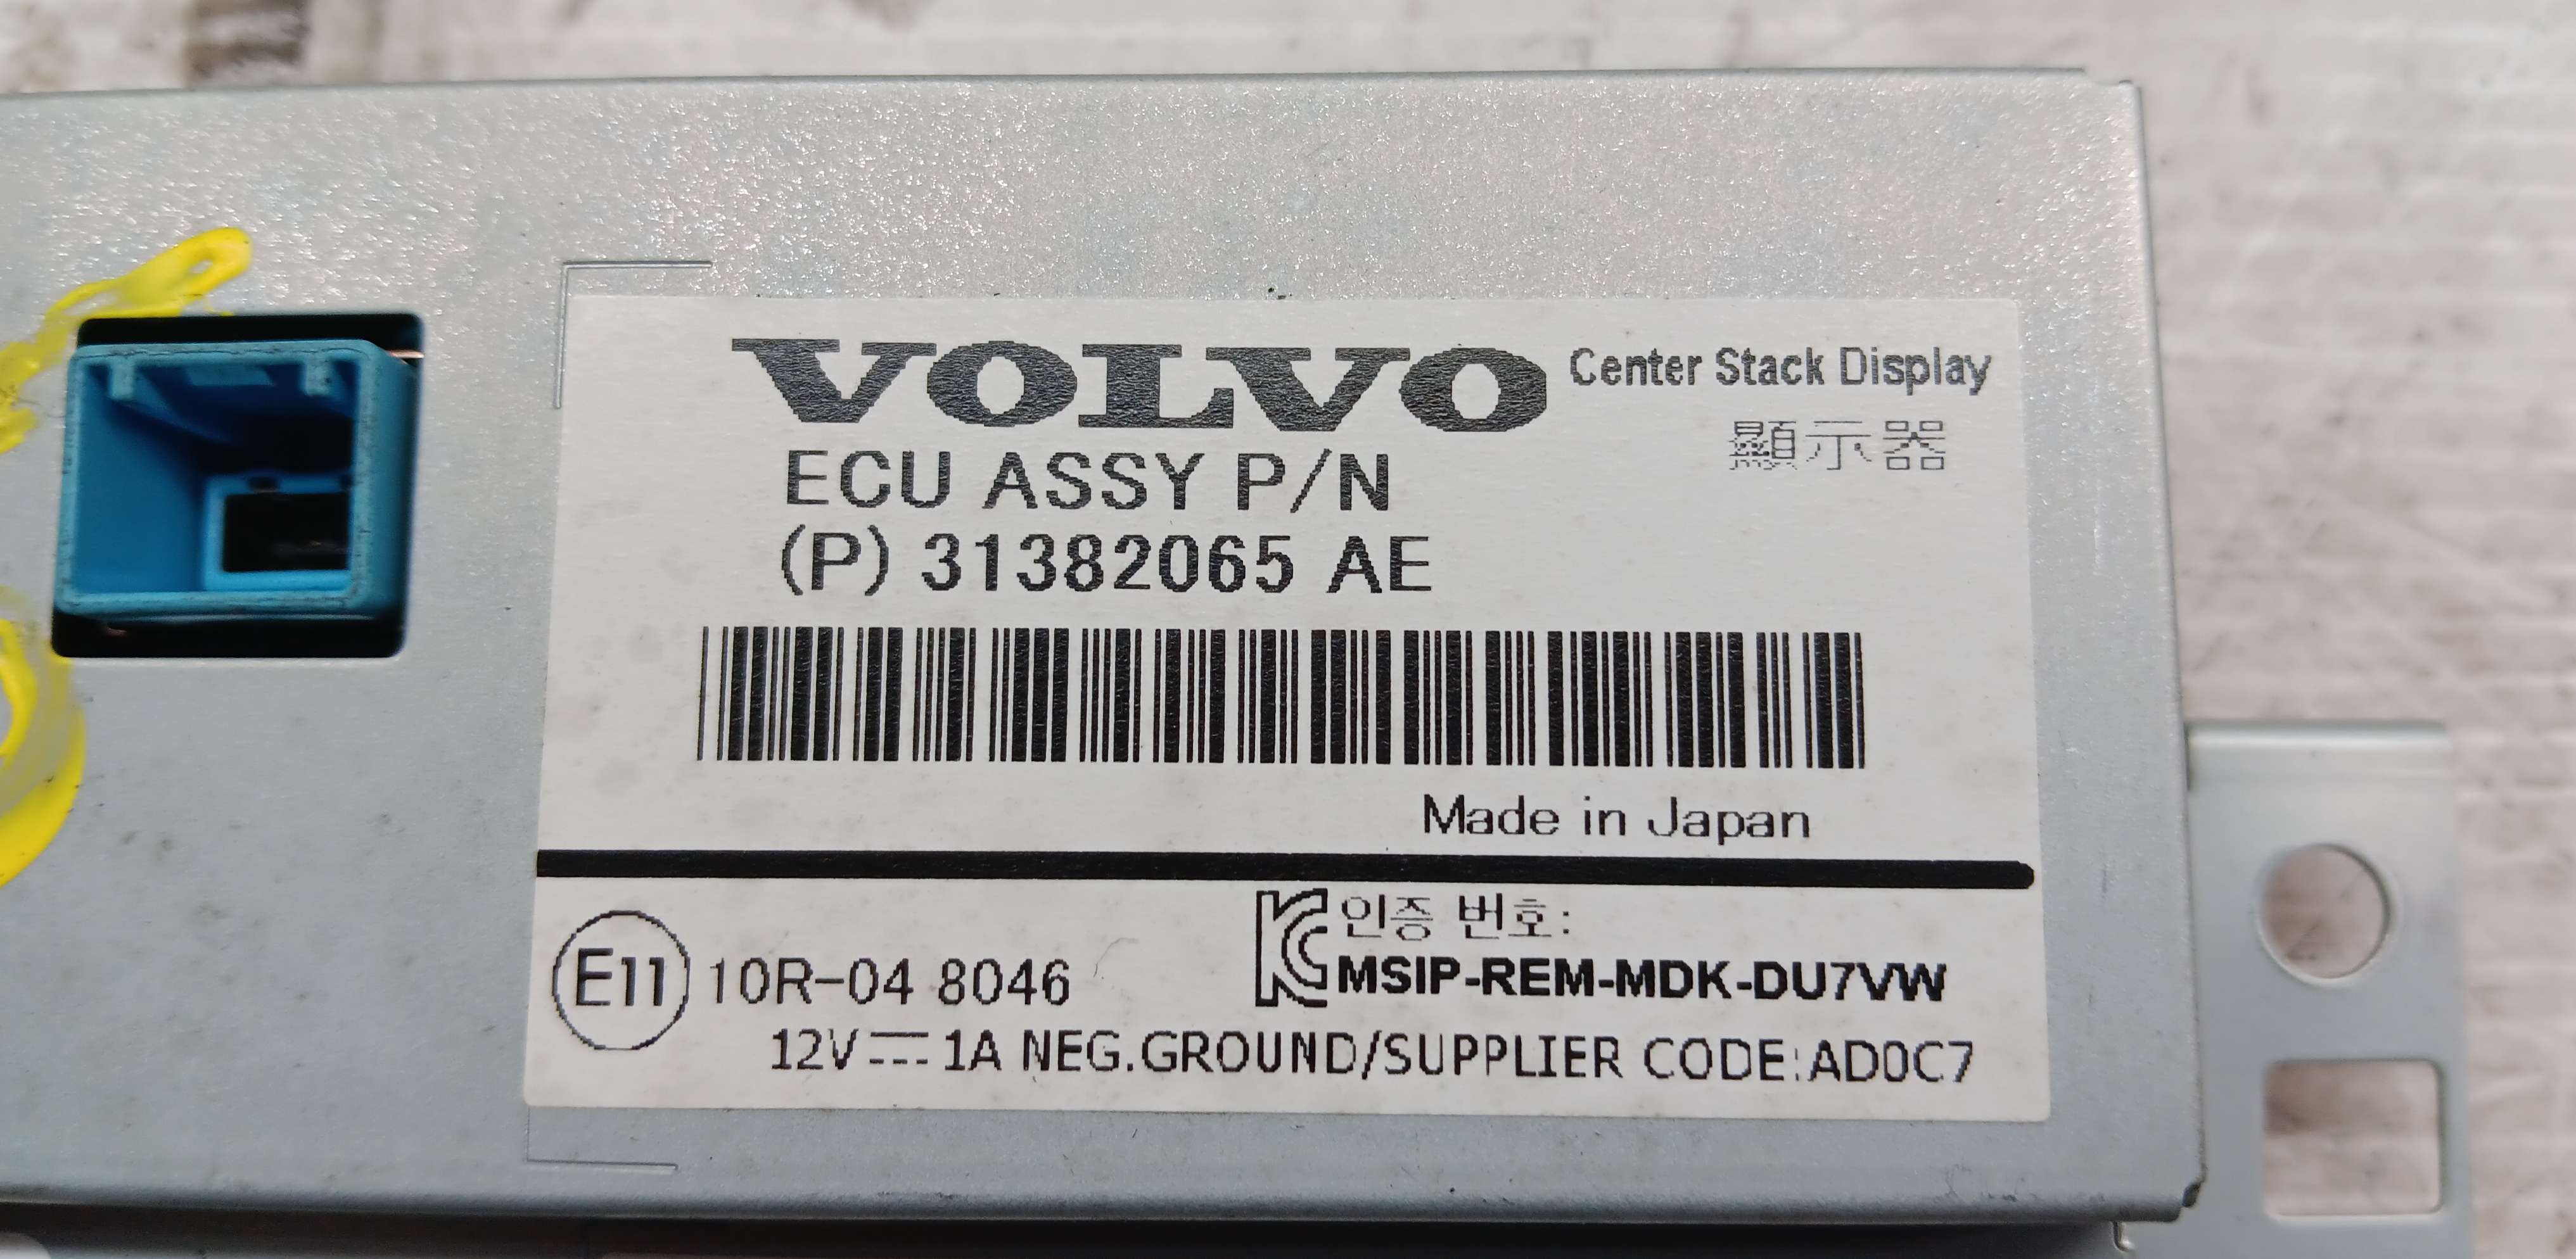 VOLVO Center Stack Display
顯示器
ECU ASSY P/N
(P) 31382065 AE
Made in Japan
E11 10R-04 8046
KC 인증 번호:
MSIP-REM-MDK-DU7VW
12V⎓1A NEG.GROUND/SUPPLIER CODE:AD0C7